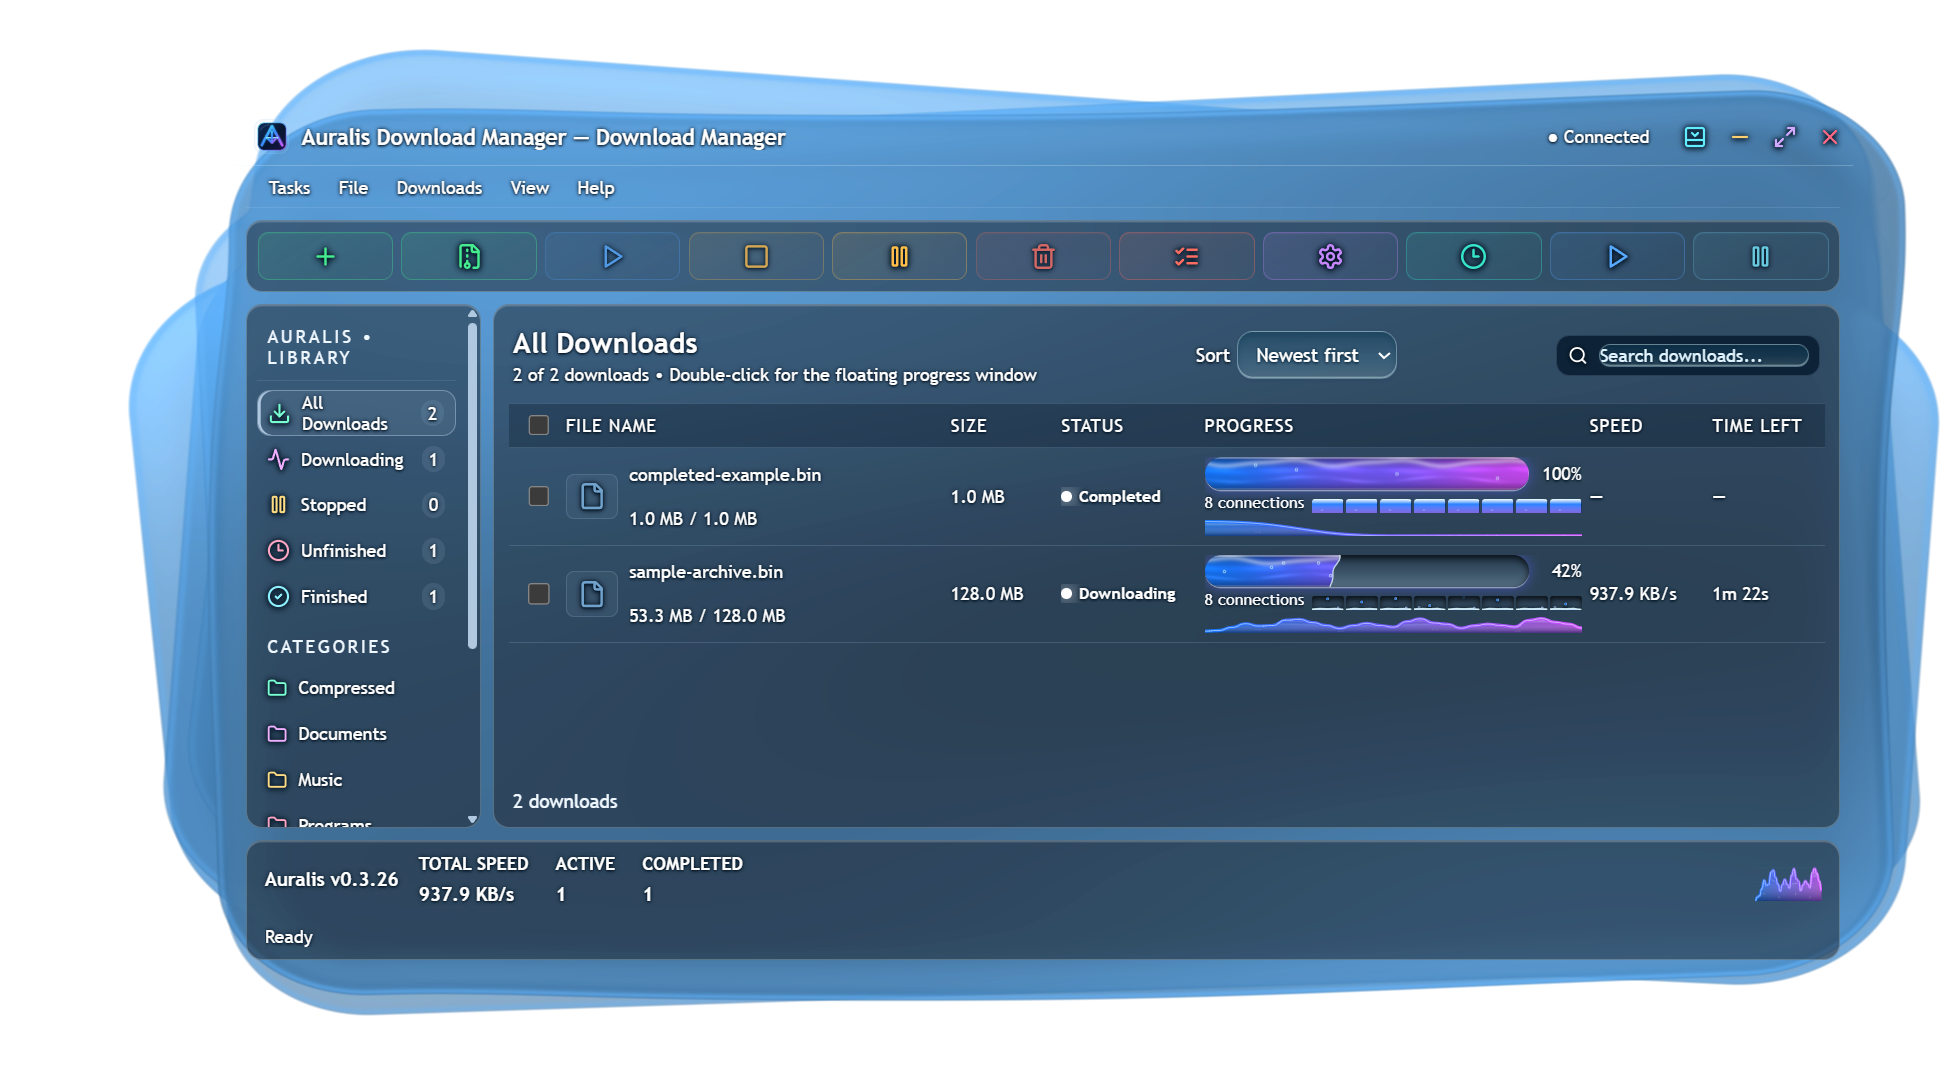 Auralis Download Manager — Download Manager
Connected
Tasks File Downloads View Help
AURALIS •
LIBRARY
All
Downloads 2
Downloading 1
Stopped 0
Unfinished 1
Finished 1
CATEGORIES
Compressed
Documents
Music
Programs
All Downloads
2 of 2 downloads • Double-click for the floating progress window
Sort Newest first
Search downloads...
FILE NAME SIZE STATUS PROGRESS SPEED TIME LEFT
completed-example.bin
1.0 MB / 1.0 MB
1.0 MB
Completed
100%
8 connections
—
—
sample-archive.bin
53.3 MB / 128.0 MB
128.0 MB
Downloading
42%
8 connections
937.9 KB/s
1m 22s
2 downloads
Auralis v0.3.26
TOTAL SPEED
937.9 KB/s
ACTIVE
1
COMPLETED
1
Ready